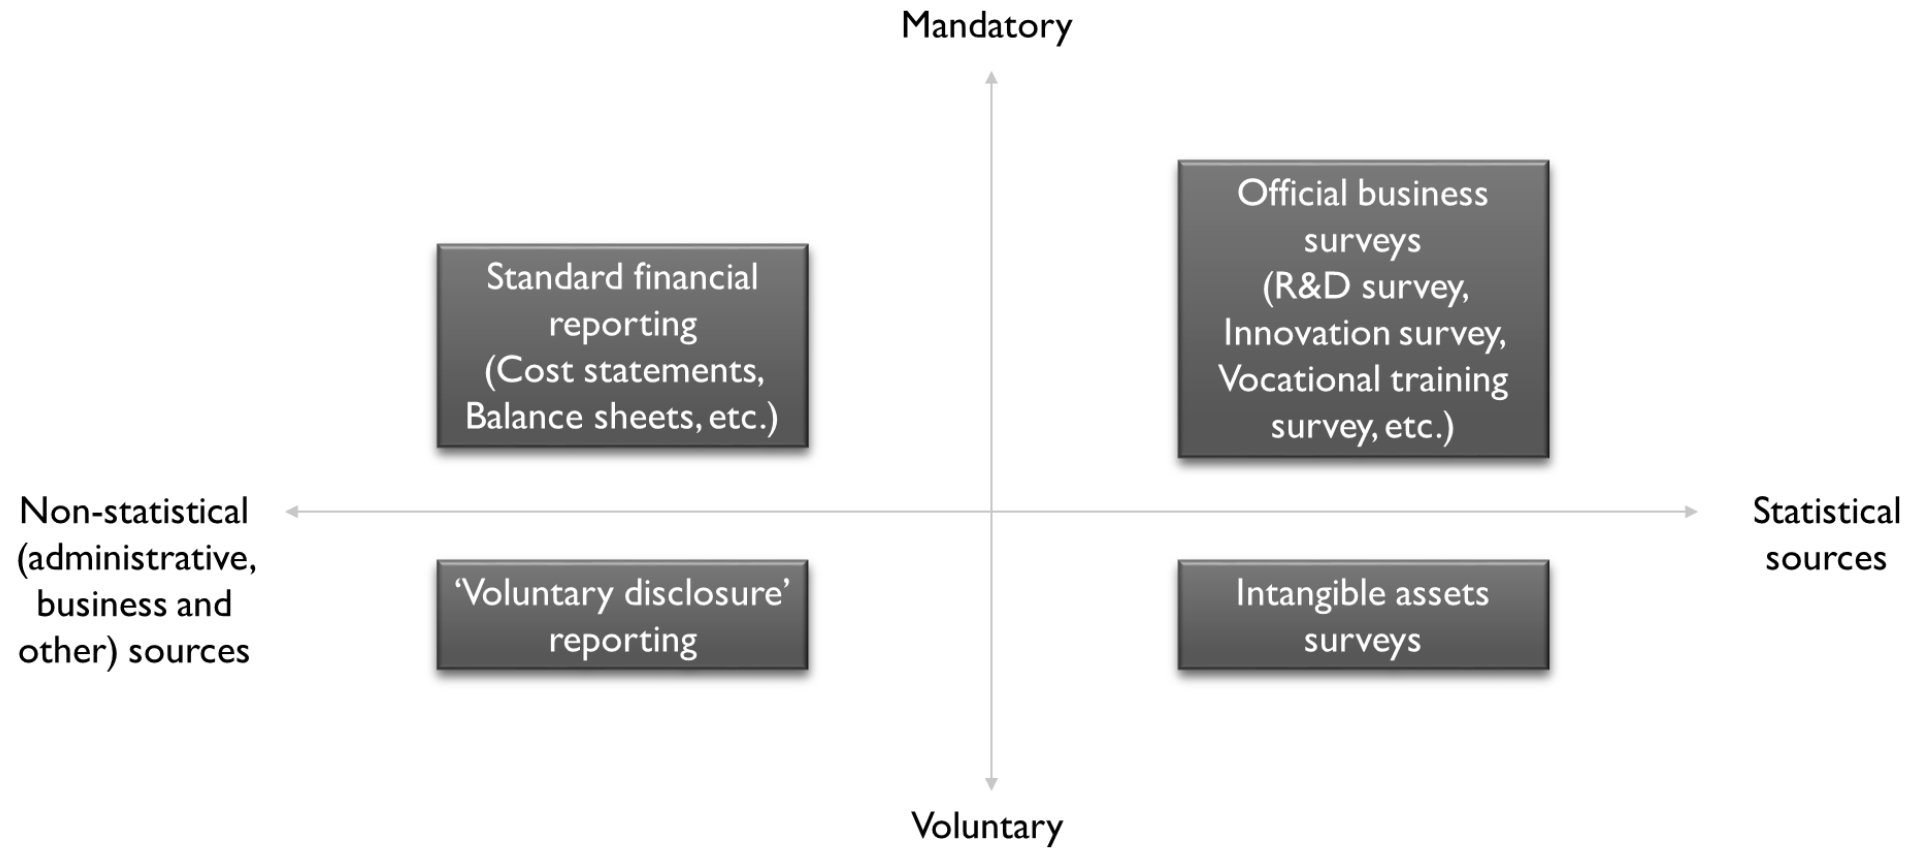 Mandatory
Standard financial
reporting
(Cost statements,
Balance sheets, etc.)
Official business
surveys
(R&D survey,
Innovation survey,
Vocational training
survey, etc.)
Non-statistical
(administrative,
business and
other) sources
Statistical
sources
‘Voluntary disclosure’
reporting
Intangible assets
surveys
Voluntary